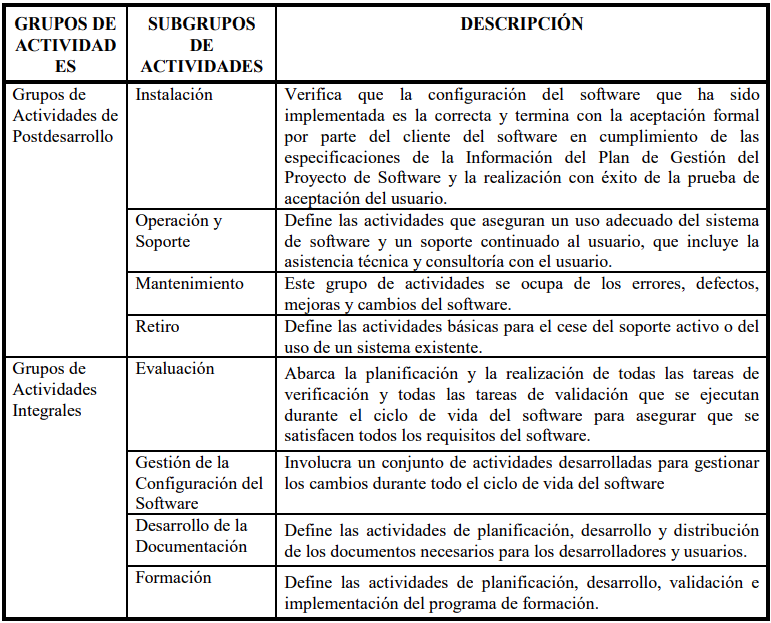 GRUPOS DE
ACTIVIDAD
ES
SUBGRUPOS
DE
ACTIVIDADES
DESCRIPCIÓN
Grupos de
Actividades de
Postdesarrollo
Instalación
Verifica que la configuración del software que ha sido
implementada es la correcta y termina con la aceptación formal
por parte del cliente del software en cumplimiento de las
especificaciones de la Información del Plan de Gestión del
Proyecto de Software y la realización con éxito de la prueba de
aceptación del usuario.
Operación y
Soporte
Define las actividades que aseguran un uso adecuado del sistema
de software y un soporte continuado al usuario, que incluye la
asistencia técnica y consultoría con el usuario.
Mantenimiento
Este grupo de actividades se ocupa de los errores, defectos,
mejoras y cambios del software.
Retiro
Define las actividades básicas para el cese del soporte activo o del
uso de un sistema existente.
Grupos de
Actividades
Integrales
Evaluación
Abarca la planificación y la realización de todas las tareas de
verificación y todas las tareas de validación que se ejecutan
durante el ciclo de vida del software para asegurar que se
satisfacen todos los requisitos del software.
Gestión de la
Configuración del
Software
Involucra un conjunto de actividades desarrolladas para gestionar
los cambios durante todo el ciclo de vida del software
Desarrollo de la
Documentación
Define las actividades de planificación, desarrollo y distribución
de los documentos necesarios para los desarrolladores y usuarios.
Formación
Define las actividades de planificación, desarrollo, validación e
implementación del programa de formación.